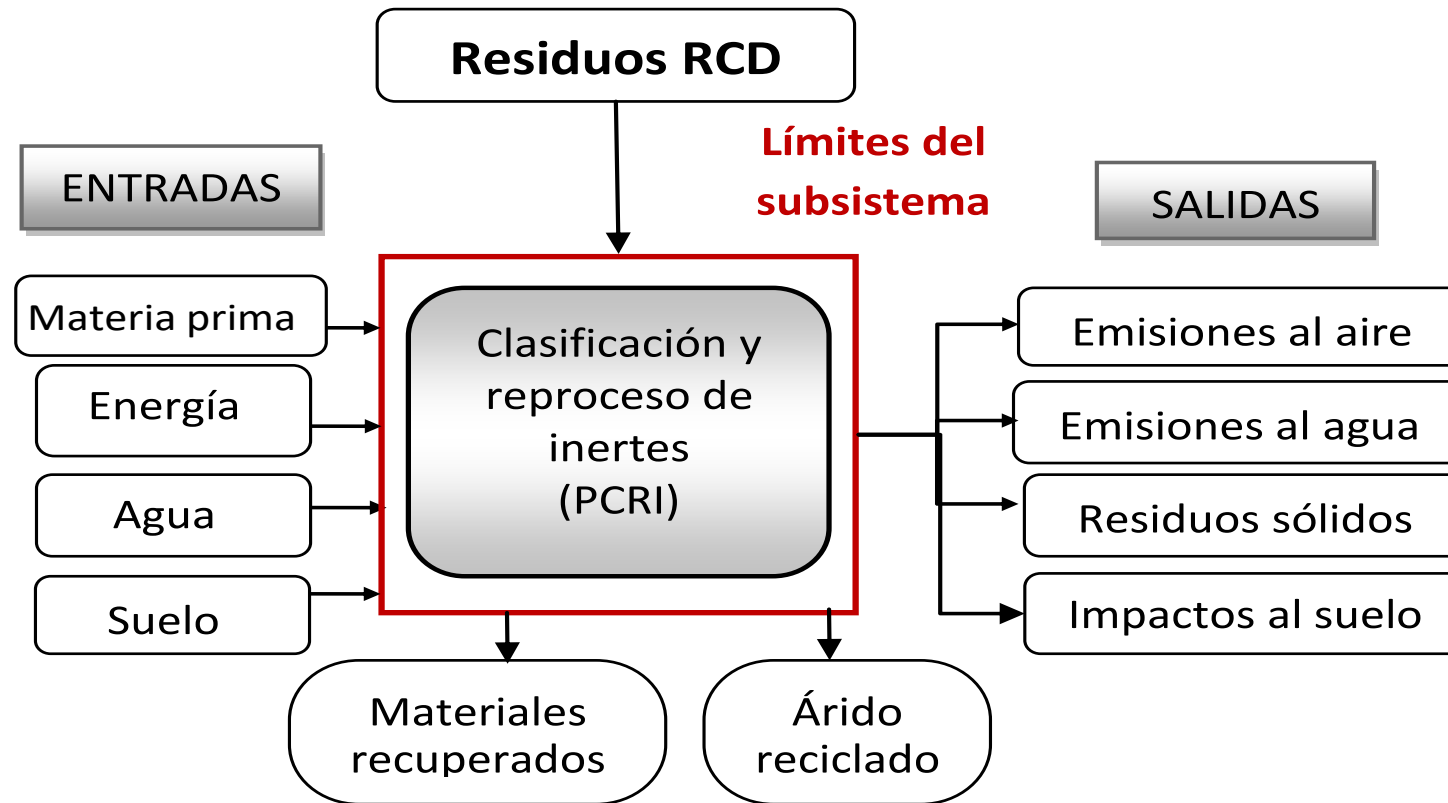 Residuos RCD
Límites del
subsistema
ENTRADAS
SALIDAS
Materia prima
Energía
Agua
Suelo
Clasificación y
reproceso de
inertes
(PCRI)
Emisiones al aire
Emisiones al agua
Residuos sólidos
Impactos al suelo
Materiales
recuperados
Árido
reciclado